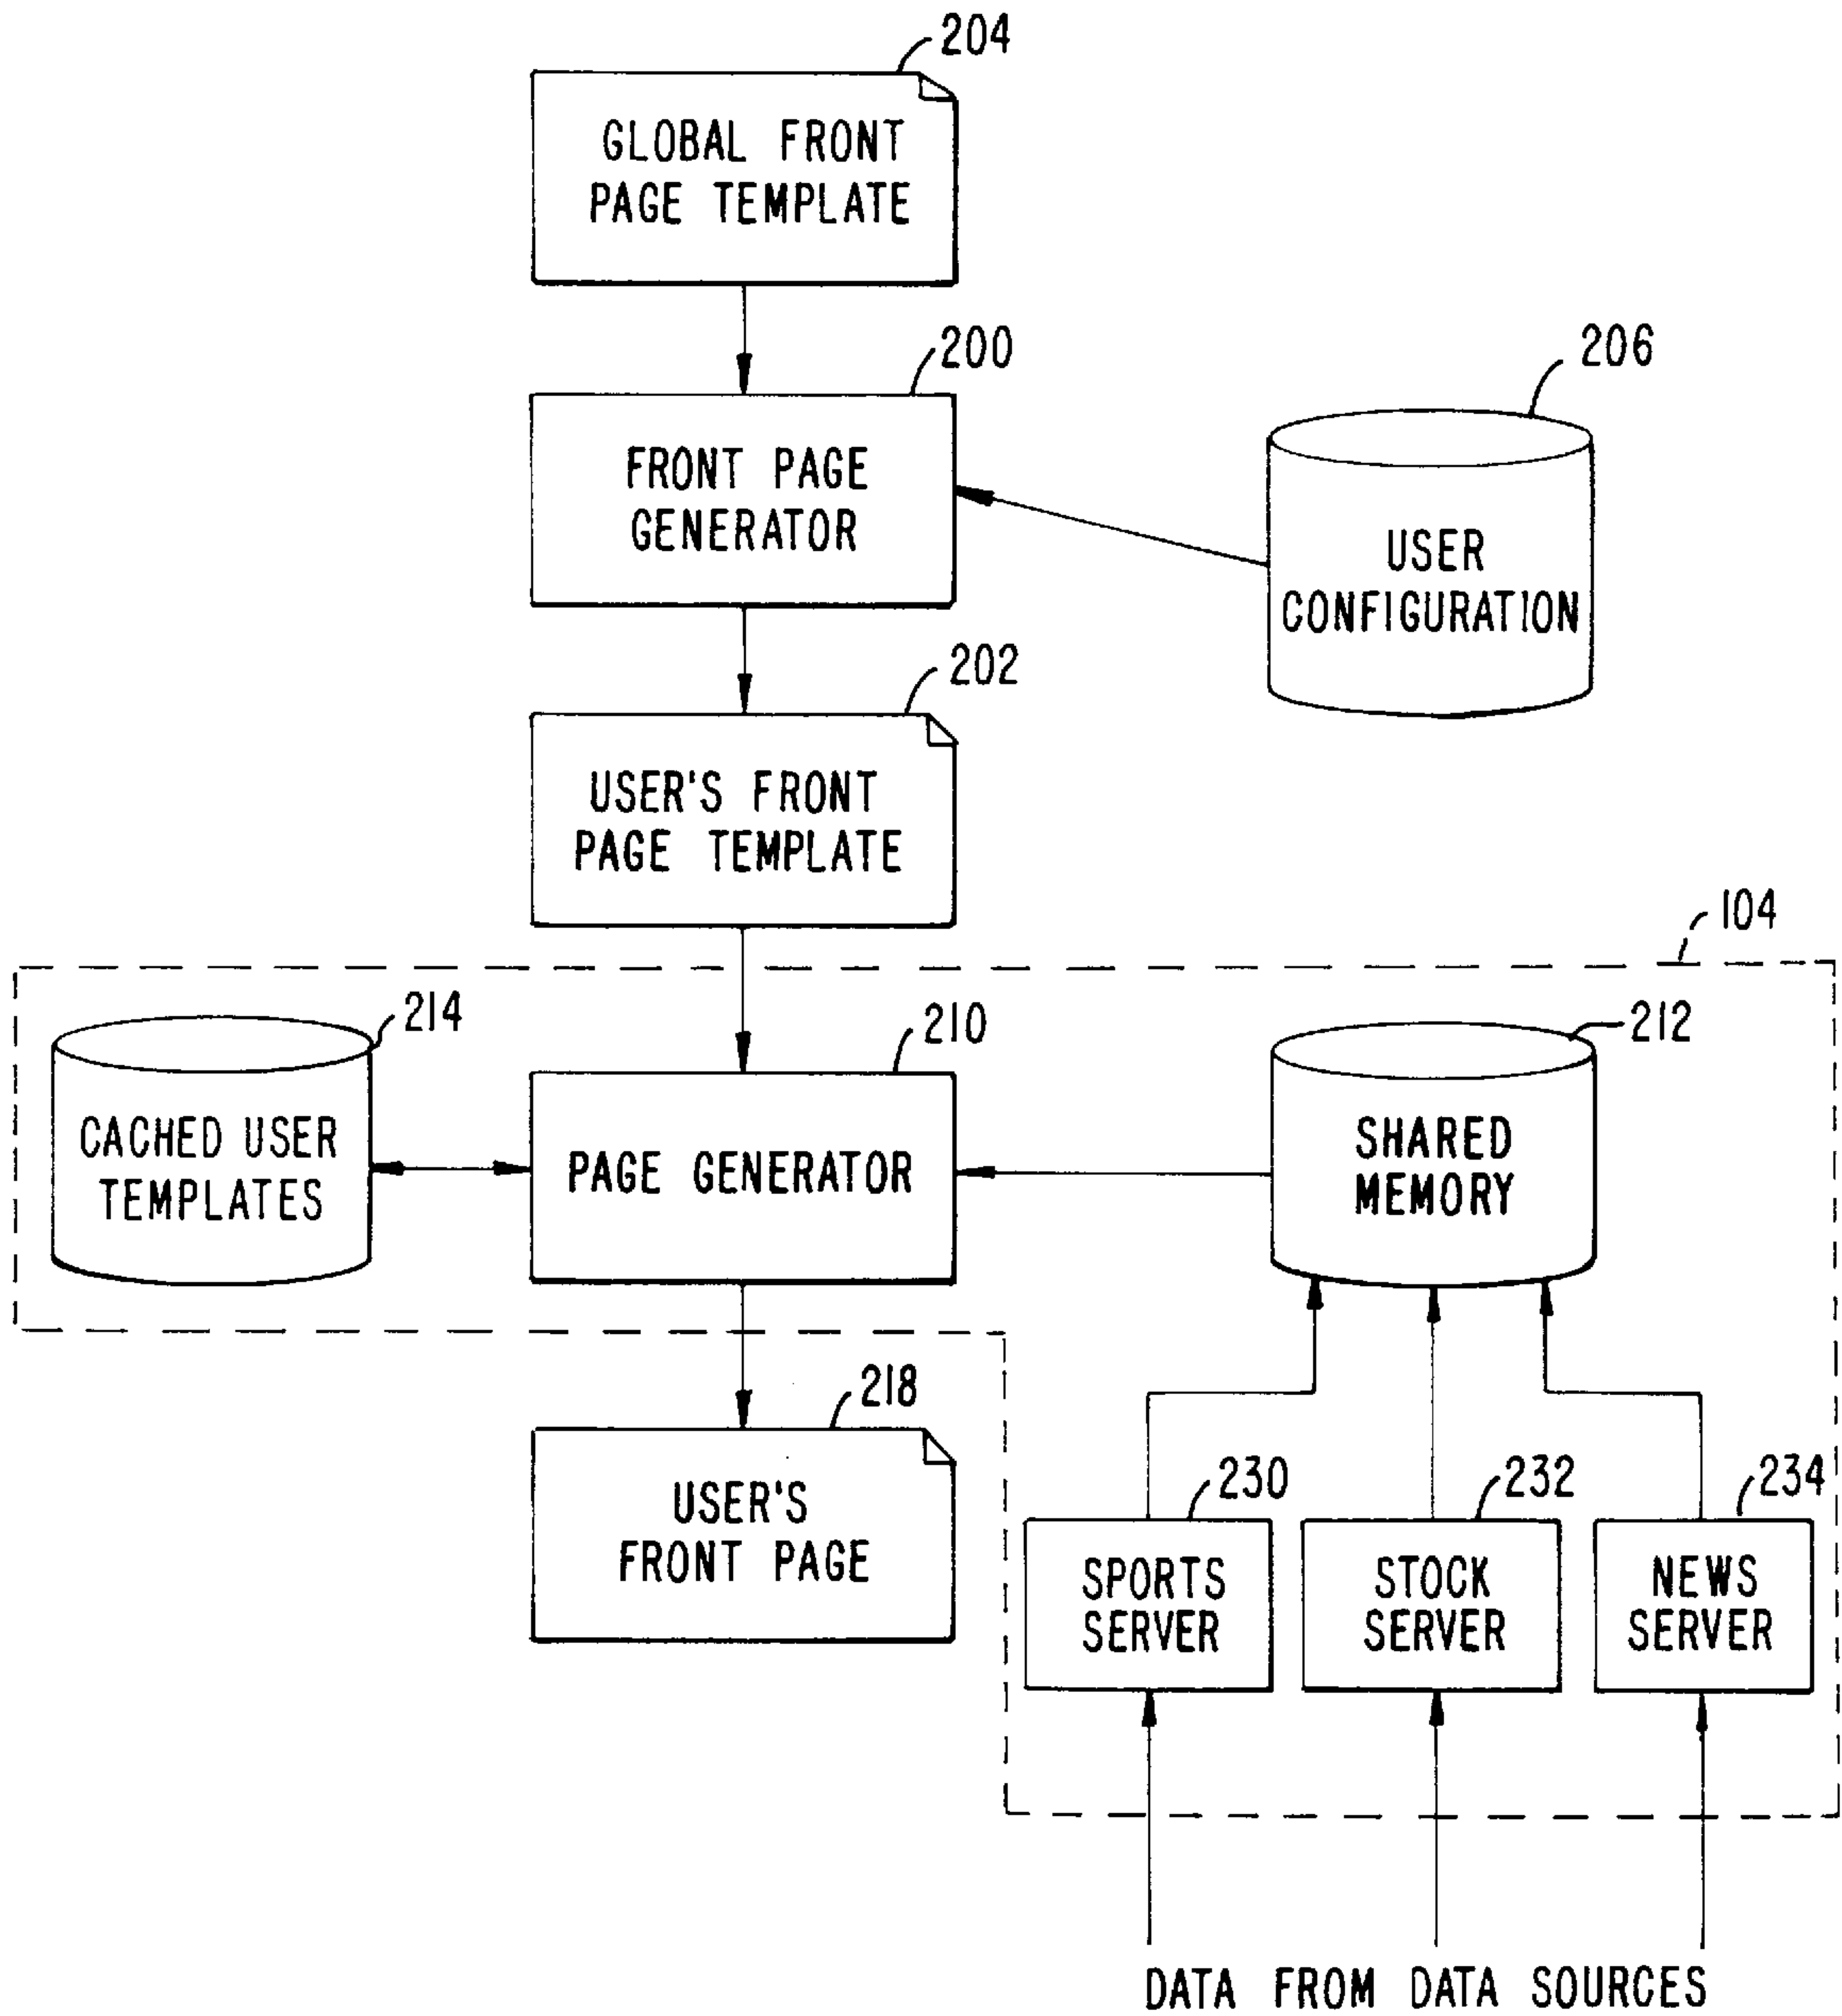 204
GLOBAL FRONT
PAGE TEMPLATE
200
206
FRONT PAGE
GENERATOR
USER
CONFIGURATION
202
USER'S FRONT
PAGE TEMPLATE
104
214
210
212
CACHED USER
TEMPLATES
PAGE GENERATOR
SHARED
MEMORY
218
USER'S
FRONT PAGE
230
232
234
SPORTS
SERVER
STOCK
SERVER
NEWS
SERVER
DATA FROM DATA SOURCES